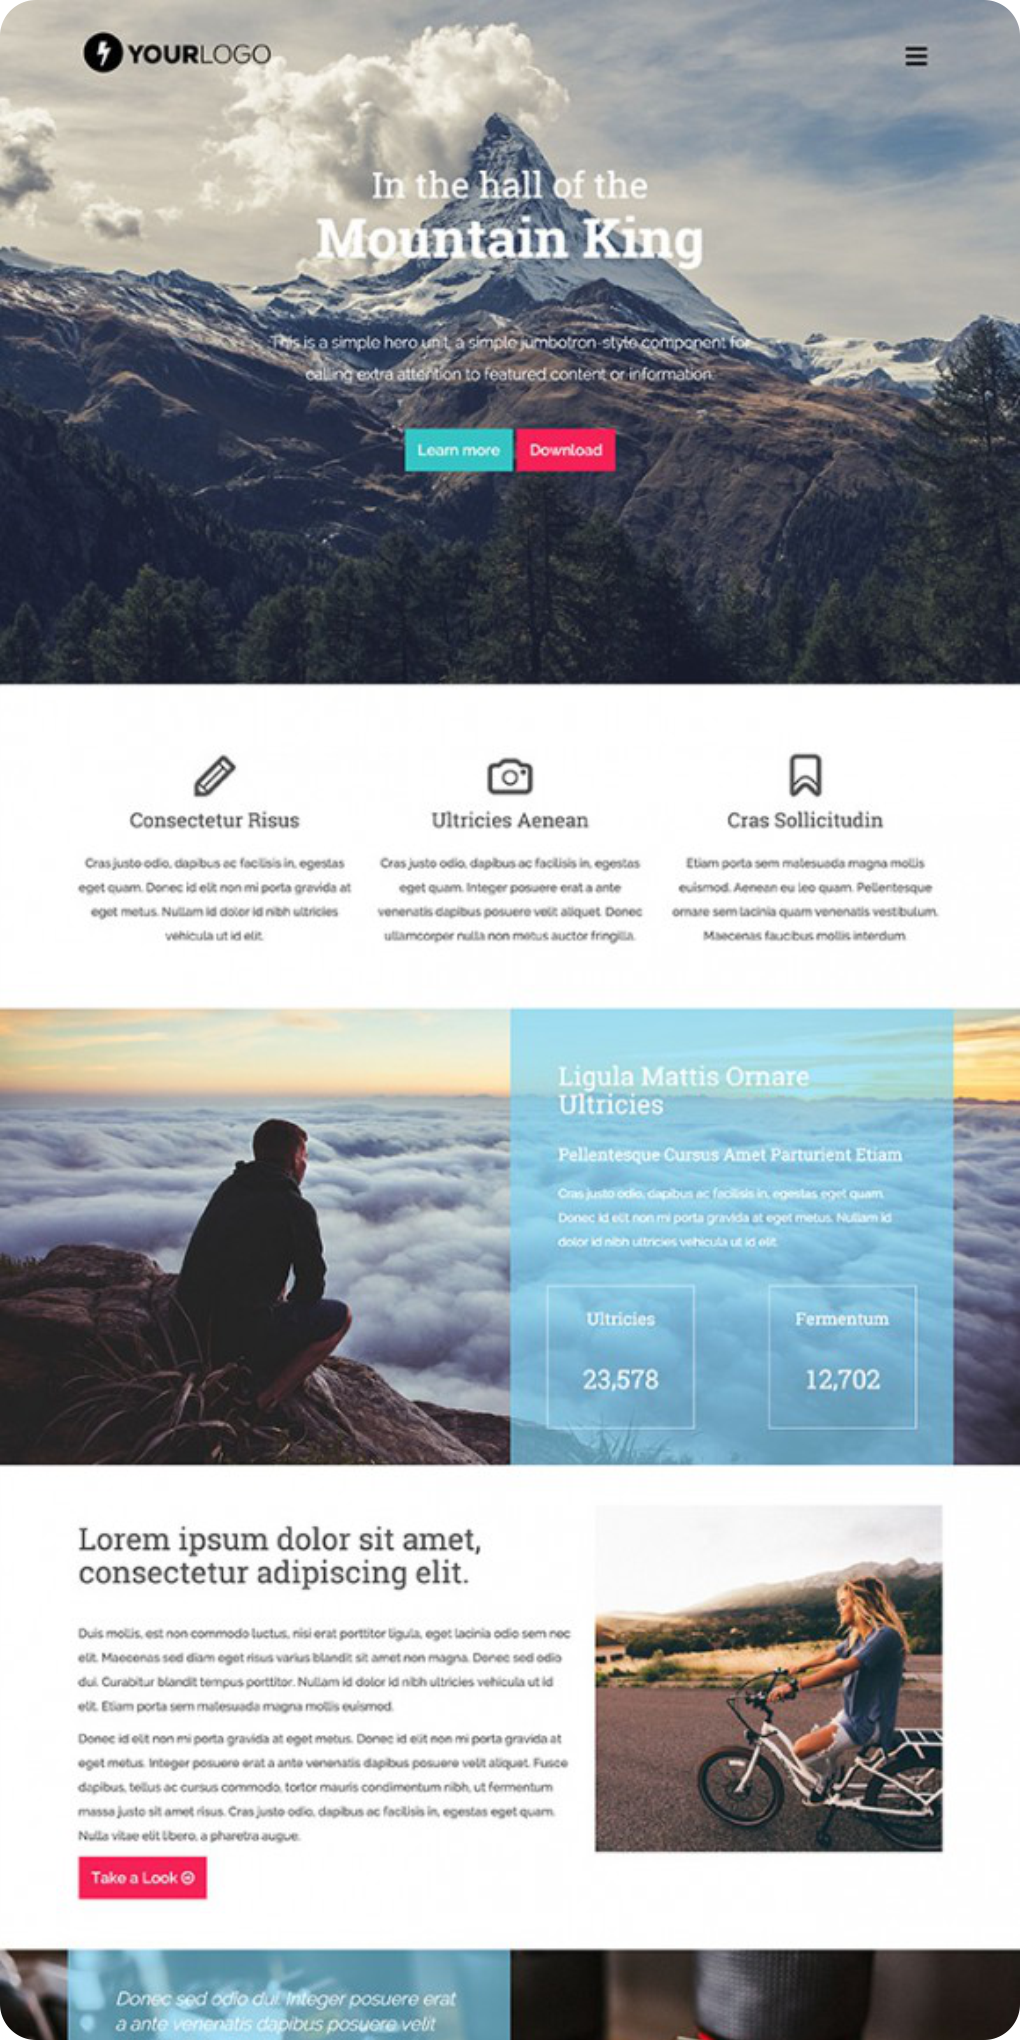 YOURLOGO
In the hall of the
Mountain King
This is a simple hero unit, a simple jumbotron-style component for
calling extra attention to featured content or information.
Learn more
Download
Consectetur Risus
Cras justo odio, dapibus ac facilisis in, egestas
eget quam. Donec id elit non mi porta gravida at
eget metus. Nullam id dolor id nibh ultricies
vehicula ut id elit.
Ultricies Aenean
Cras justo odio, dapibus ac facilisis in, egestas
eget quam. Integer posuere erat a ante
venenatis dapibus posuere velit aliquet. Donec
ullamcorper nulla non metus auctor fringilla.
Cras Sollicitudin
Etiam porta sem malesuada magna mollis
euismod. Aenean eu leo quam. Pellentesque
ornare sem lacinia quam venenatis vestibulum.
Maecenas faucibus mollis interdum.
Ligula Mattis Ornare
Ultricies
Pellentesque Cursus Amet Parturient Etiam
Cras justo odio, dapibus ac facilisis in, egestas eget quam.
Donec id elit non mi porta gravida at eget metus. Nullam id
dolor id nibh ultricies vehicula ut id elit.
Ultricies
23,578
Fermentum
12,702
Lorem ipsum dolor sit amet,
consectetur adipiscing elit.
Duis mollis, est non commodo luctus, nisi erat porttitor ligula, eget lacinia odio sem nec
elit. Maecenas sed diam eget risus varius blandit sit amet non magna. Donec sed odio
dui. Curabitur blandit tempus porttitor. Nullam id dolor id nibh ultricies vehicula ut id
elit. Etiam porta sem malesuada magna mollis euismod.
Donec id elit non mi porta gravida at eget metus. Donec id elit non mi porta gravida at
eget metus. Integer posuere erat a ante venenatis dapibus posuere velit aliquet. Fusce
dapibus, tellus ac cursus commodo, tortor mauris condimentum nibh, ut fermentum
massa justo sit amet risus. Cras justo odio, dapibus ac facilisis in, egestas eget quam.
Nulla vitae elit libero, a pharetra augue.
Take a Look
Donec sed odio dui. Integer posuere erat
a ante venenatis dapibus posuere velit